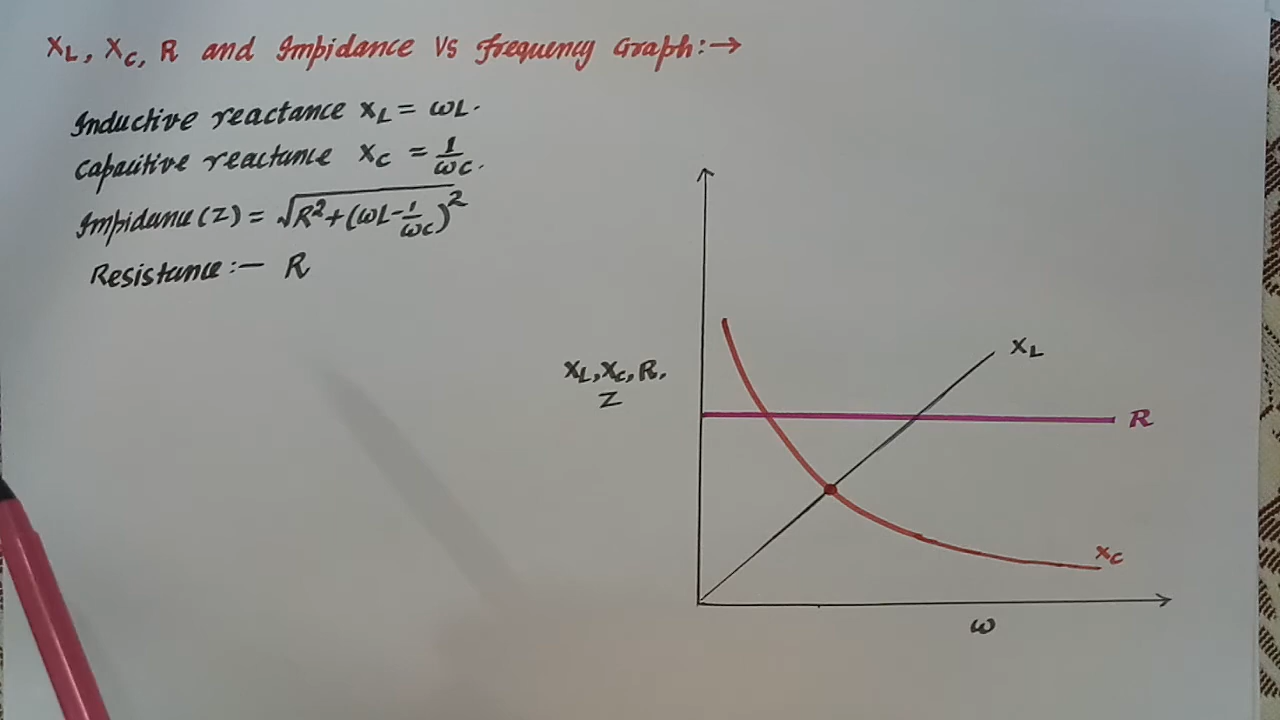 XL, XC, R and Impidance Vs frequency Graph:→
Inductive reactance XL = ωL.
Capacitive reactance XC = 1/ωC.
Impidance (Z) = √R²+(ωL-1/ωC)²
Resistance:— R
XL, XC, R,
Z
XL
R
XC
ω